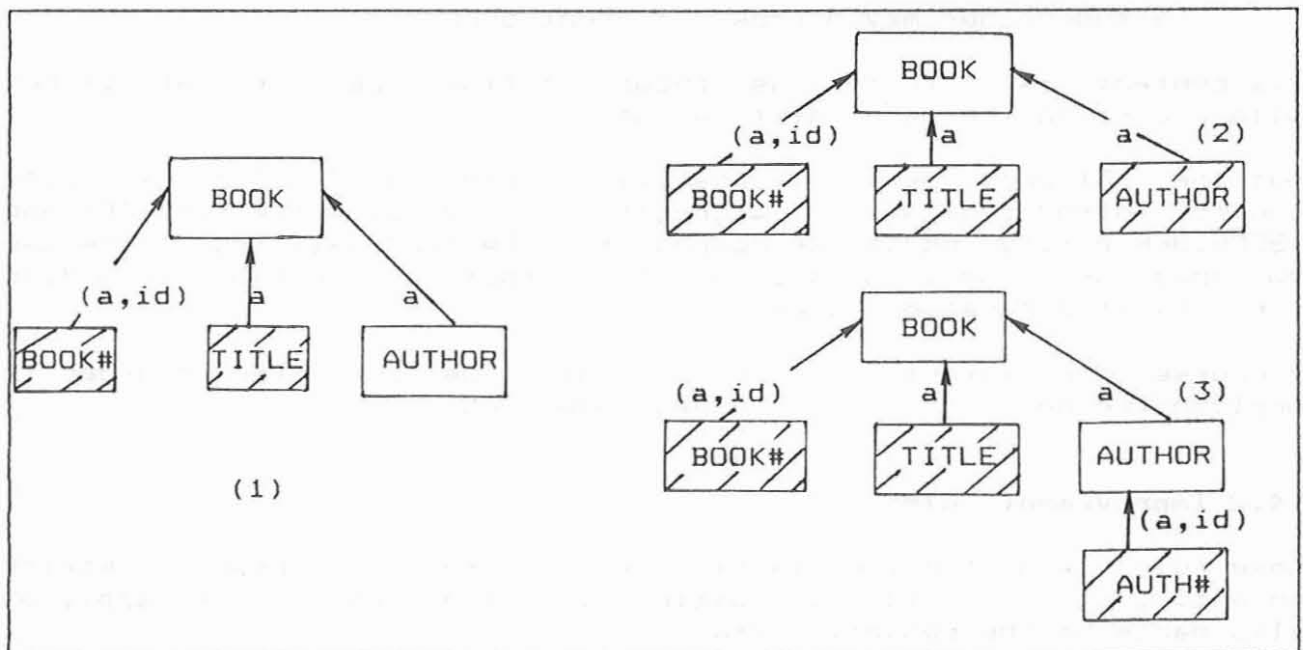 BOOK
(a,id)
a
a
BOOK#
TITLE
AUTHOR
(1)
BOOK
(a,id)
a
a
(2)
BOOK#
TITLE
AUTHOR
BOOK
(a,id)
a
a
(3)
BOOK#
TITLE
AUTHOR
(a,id)
AUTH#